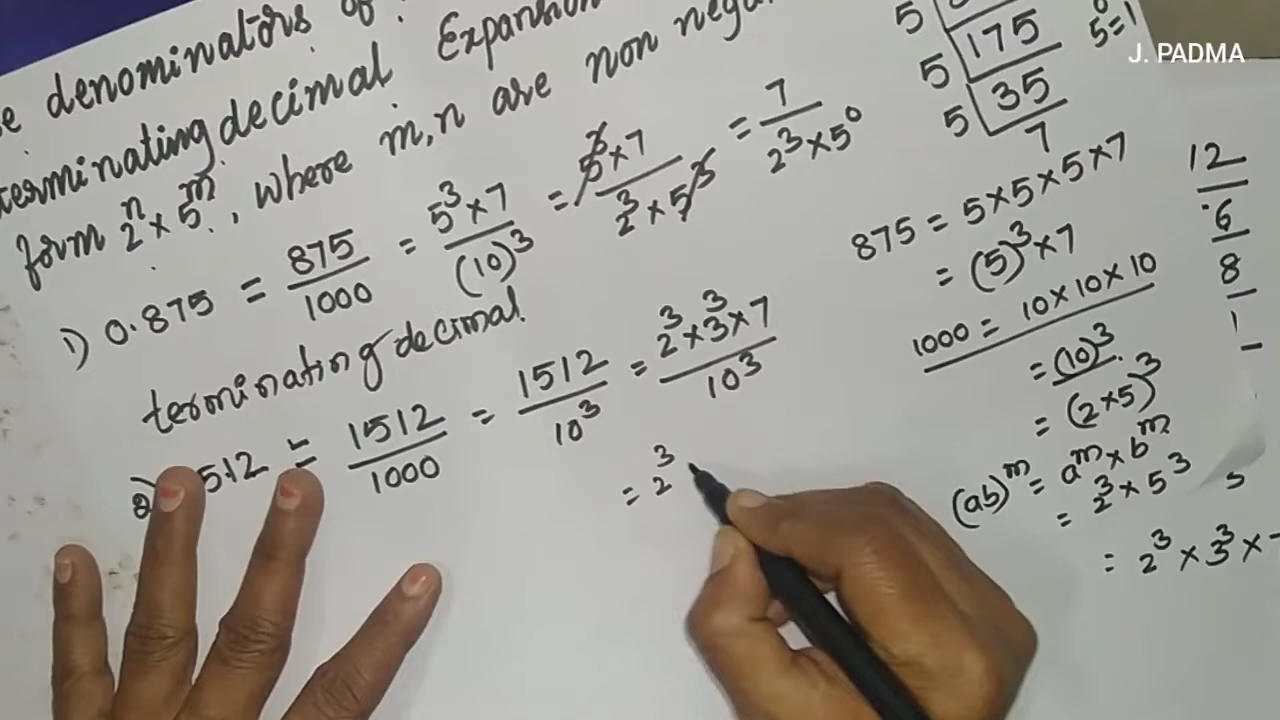 denominators of
terminating decimal Expansion
form 2ⁿ × 5ᵐ, where m,n are non nega
1) 0.875 = 875/1000 = 5³×7/(10)³ = 5³×7/2³×5³ = 7/2³×5⁰
terminating decimal
2) 512 = 1512/1000 = 1512/10³ = 2³×3³×7/10³
= 2³
5
5 175
5 35
7
5⁰=1
875 = 5×5×5×7
= (5)³×7
1000 = 10×10×10
= (10)³
= (2×5)³
(ab)ᵐ = aᵐ×bᵐ
= 2³×5³
= 2³×3³×
12
6
8
1
J. PADMA